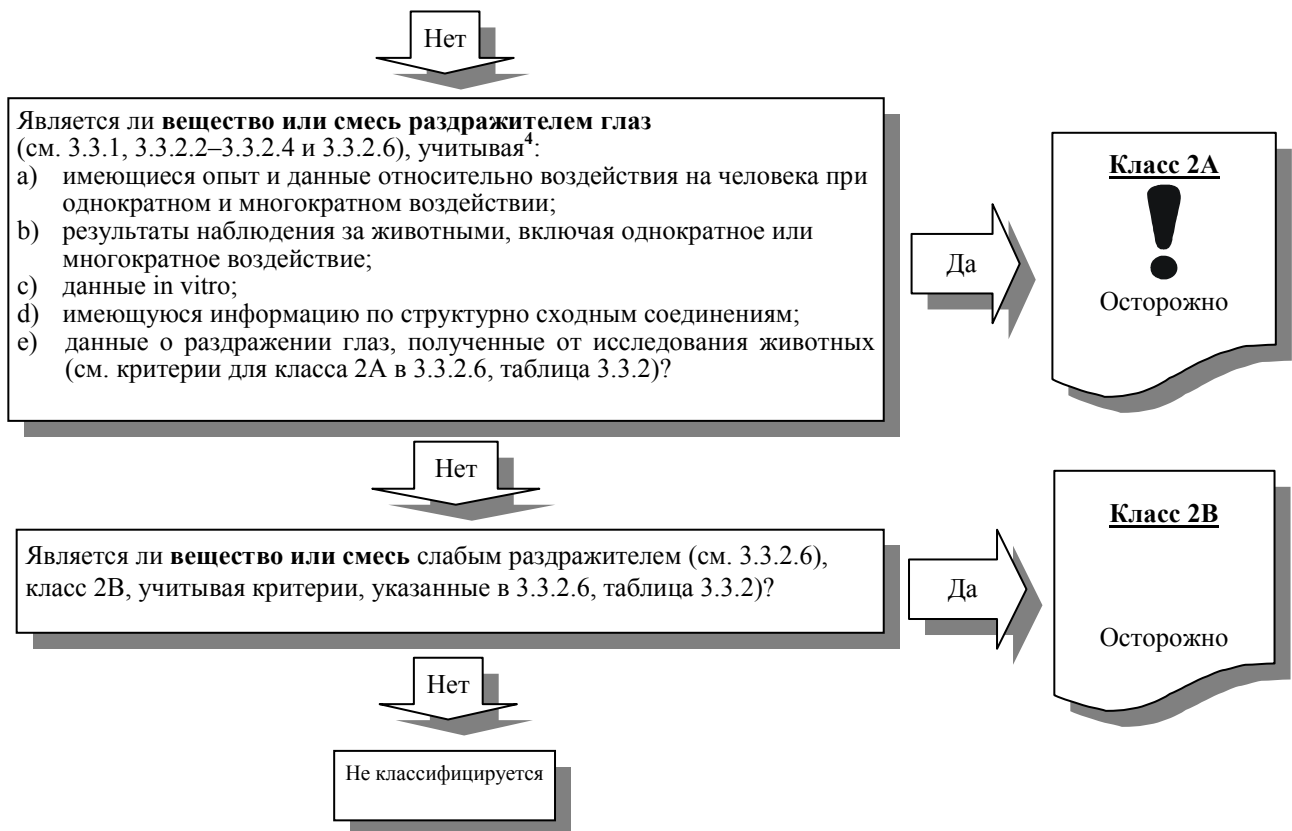 Нет
Является ли вещество или смесь раздражителем глаз
(см. 3.3.1, 3.3.2.2–3.3.2.4 и 3.3.2.6), учитывая⁴:
a) имеющиеся опыт и данные относительно воздействия на человека при
однократном и многократном воздействии;
b) результаты наблюдения за животными, включая однократное или
многократное воздействие;
c) данные in vitro;
d) имеющуюся информацию по структурно сходным соединениям;
e) данные о раздражении глаз, полученные от исследования животных
(см. критерии для класса 2А в 3.3.2.6, таблица 3.3.2)?
Да
Класс 2А
Осторожно
Нет
Является ли вещество или смесь слабым раздражителем (см. 3.3.2.6),
класс 2В, учитывая критерии, указанные в 3.3.2.6, таблица 3.3.2)?
Да
Класс 2В
Осторожно
Нет
Не классифицируется